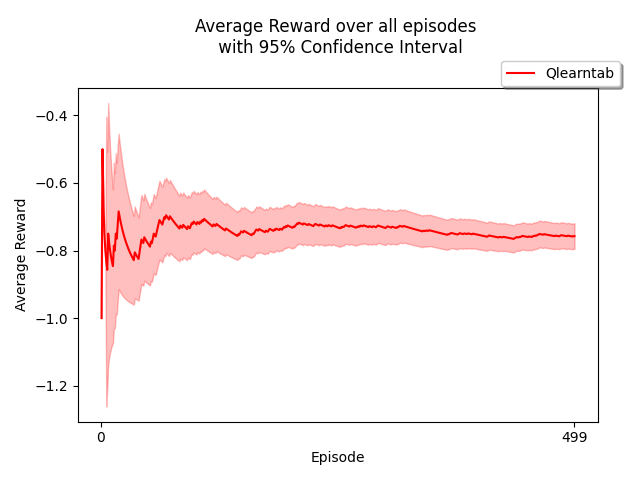 Average Reward over all episodes
with 95% Confidence Interval
Qlearntab
−0.4
−0.6
−0.8
−1.0
−1.2
Average Reward
0
499
Episode